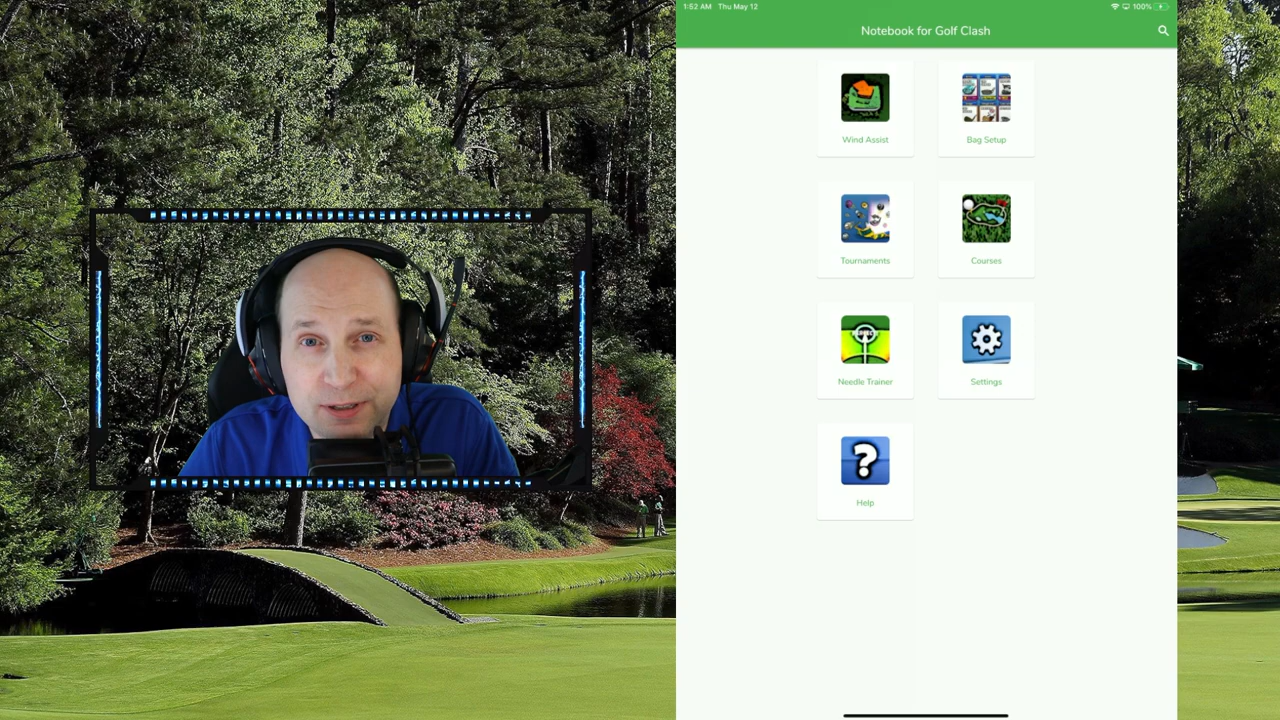 1:52 AM Thu May 12
100%
Notebook for Golf Clash
Wind Assist
Bag Setup
Tournaments
Courses
PERFECT
Needle Trainer
Settings
?
Help